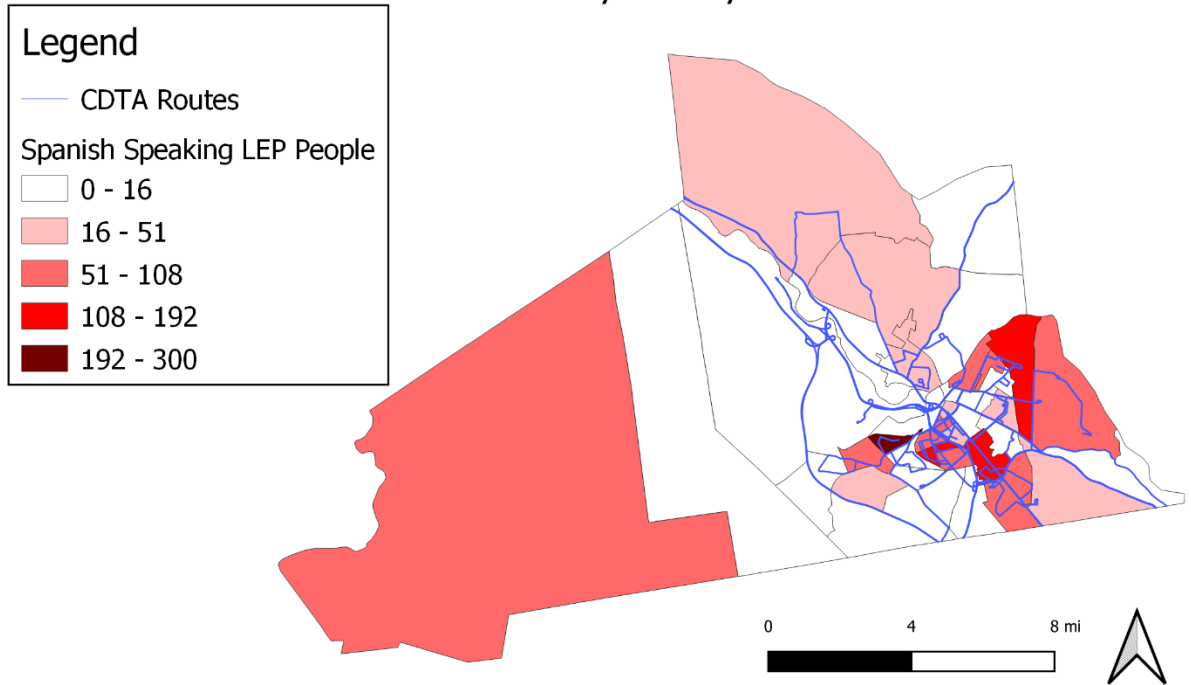 Legend
CDTA Routes
Spanish Speaking LEP People
0 - 16
16 - 51
51 - 108
108 - 192
192 - 300
0 4 8 mi